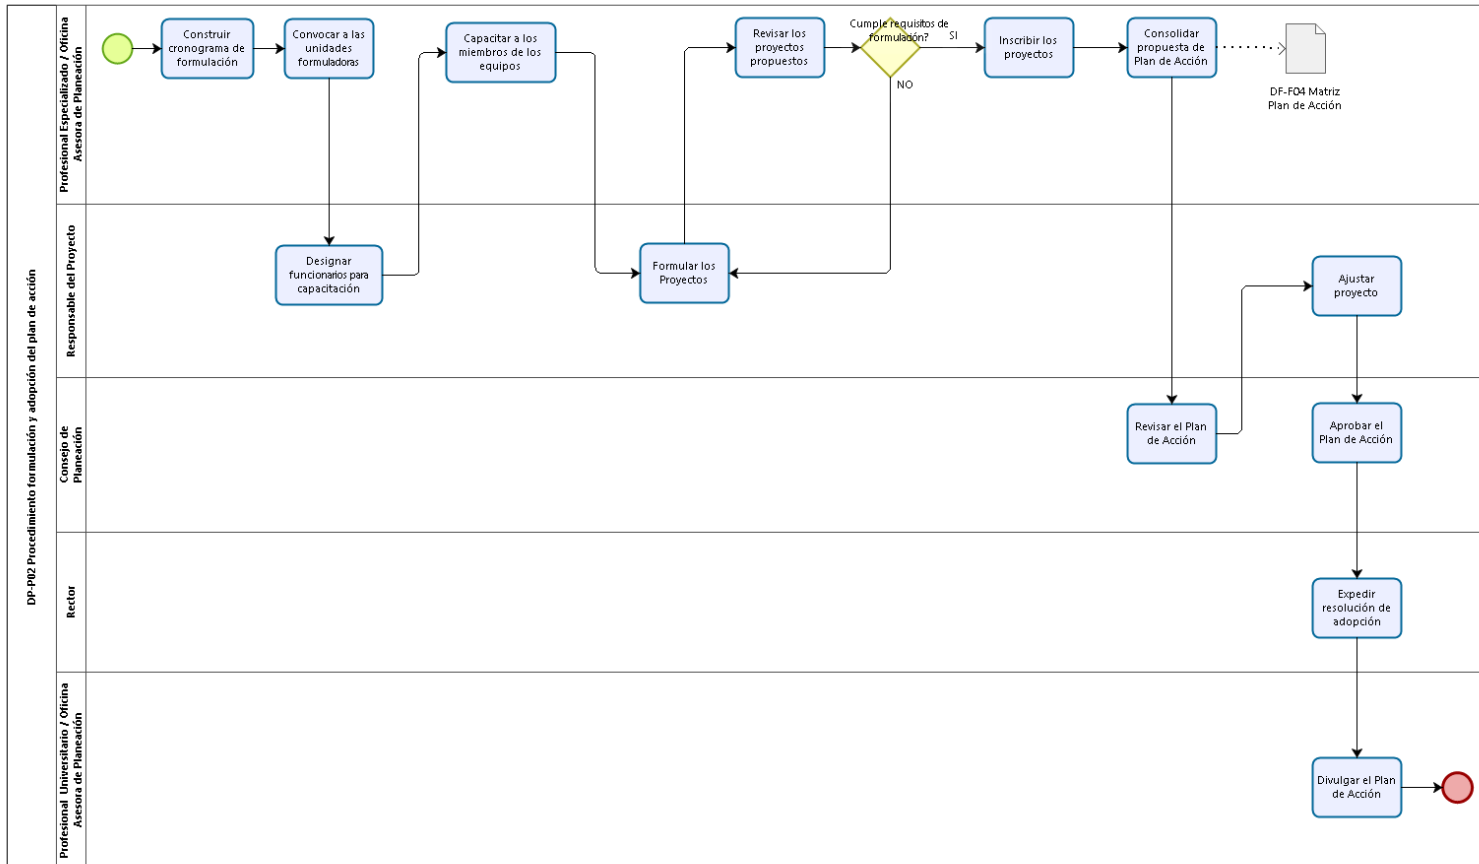 DP-P02 Procedimiento formulación y adopción del plan de acción
Profesional Especializado / Oficina
Asesora de Planeación
Construir
cronograma de
formulación
Convocar a las
unidades
formuladoras
Capacitar a los
miembros de los
equipos
Revisar los
proyectos
propuestos
Cumple requisitos de
formulación?
SI
NO
Inscribir los
proyectos
Consolidar
propuesta de
Plan de Acción
DF-F04 Matriz
Plan de Acción
Responsable del Proyecto
Designar
funcionarios para
capacitación
Formular los
Proyectos
Ajustar
proyecto
Consejo de
Planeación
Revisar el Plan
de Acción
Aprobar el
Plan de Acción
Rector
Expedir
resolución de
adopción
Profesional Universitario / Oficina
Asesora de Planeación
Divulgar el Plan
de Acción